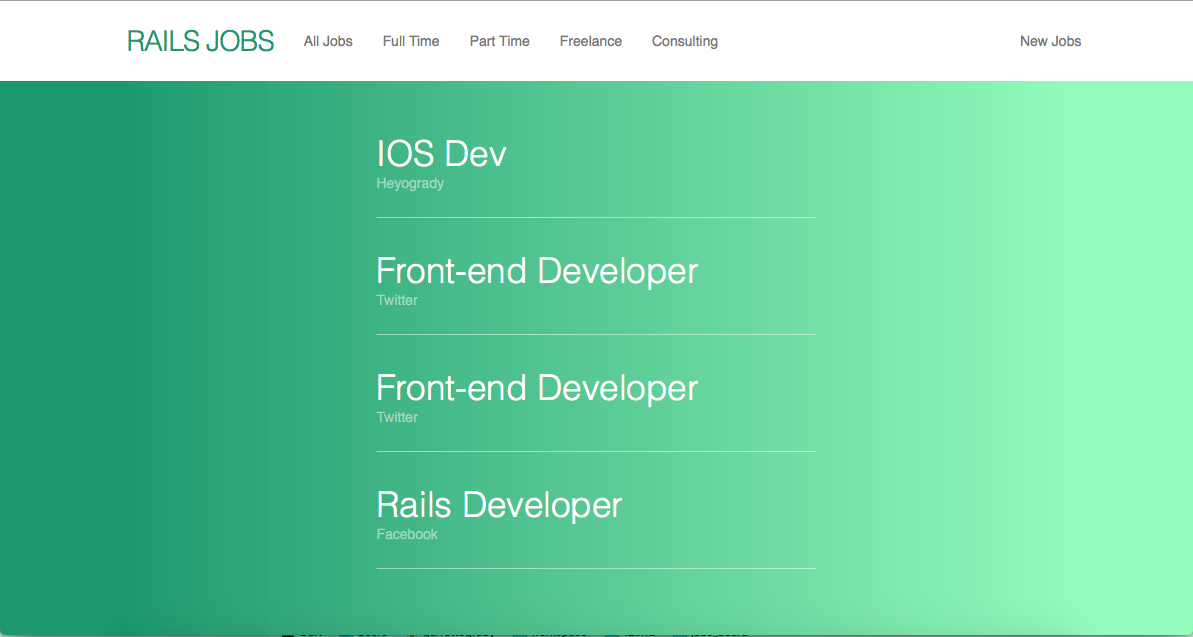 RAILS JOBS All Jobs Full Time Part Time Freelance Consulting New Jobs
IOS Dev
Heyogrady
Front-end Developer
Twitter
Front-end Developer
Twitter
Rails Developer
Facebook